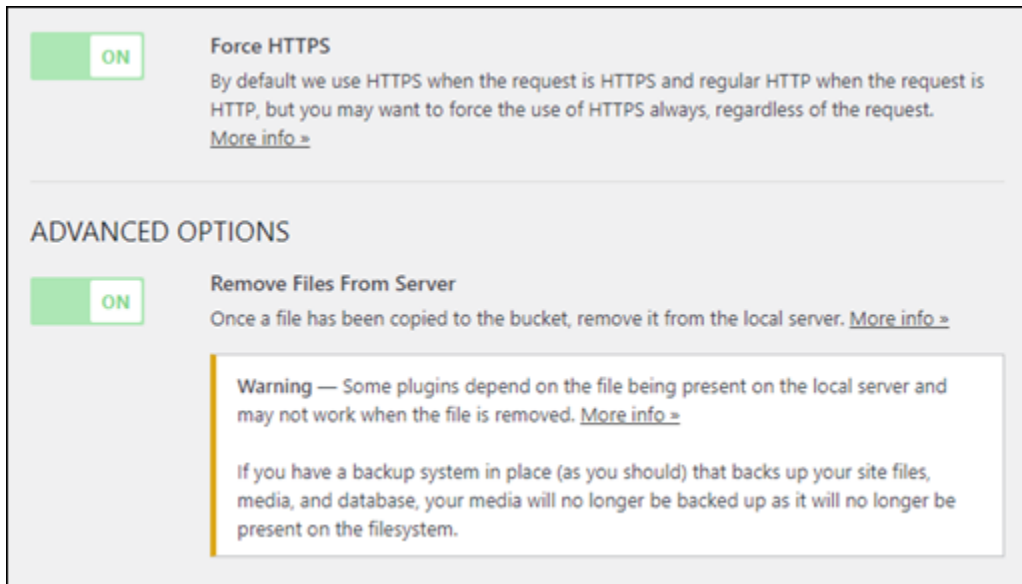 ON
Force HTTPS
By default we use HTTPS when the request is HTTPS and regular HTTP when the request is
HTTP, but you may want to force the use of HTTPS always, regardless of the request.
More info »
ADVANCED OPTIONS
ON
Remove Files From Server
Once a file has been copied to the bucket, remove it from the local server. More info »
Warning — Some plugins depend on the file being present on the local server and
may not work when the file is removed. More info »
If you have a backup system in place (as you should) that backs up your site files,
media, and database, your media will no longer be backed up as it will no longer be
present on the filesystem.